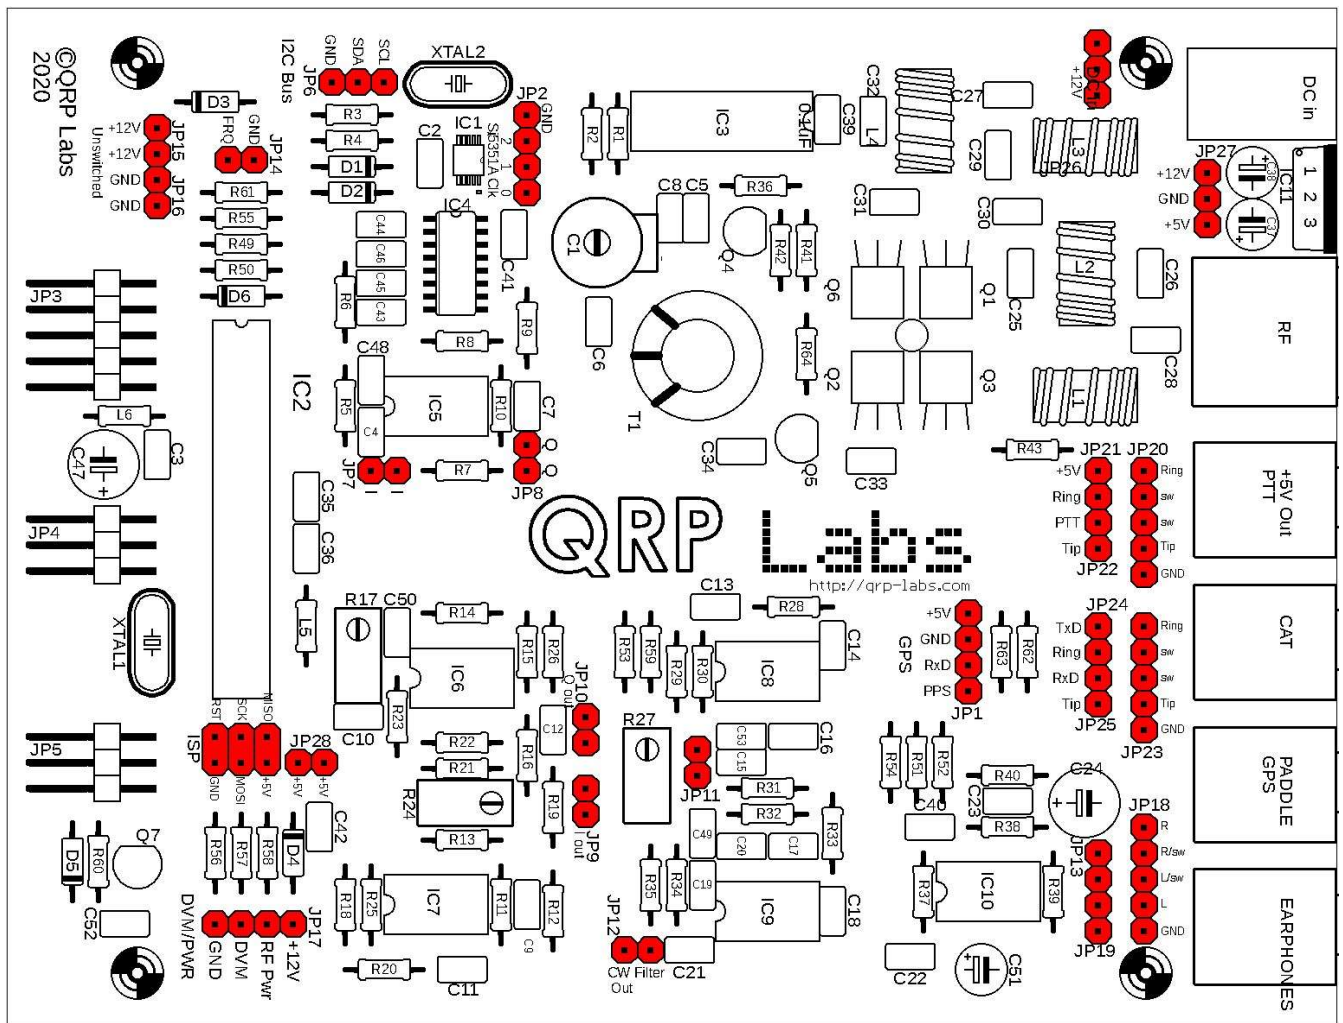 ©QRP Labs
2020
I2C Bus
JP6
GND
SDA
SCL
XTAL2
D3
+12V
+12V
GND
GND
Unswitched
JP15
JP16
FRQ
GND
JP14
R3
R4
D1
D2
C2
IC1
Si5351A
Clk
JP2
GND
2
1
0
R2
R1
IC3
0.1uF
C39
C32
L4
C27
C29
L3
JP26
DC in
+12V
DC in
JP27
+12V
GND
+5V
C38
C37
IC11
1
2
3
R61
R55
R49
R50
D6
C44
C46
C45
C43
R6
IC4
C41
R9
R8
C1
C8
C5
R36
Q4
R42
R41
C31
C30
C25
L2
C26
C28
Q6
Q1
Q2
Q3
R64
C6
T1
RF
JP3
L6
C47
C3
IC2
C48
R5
C4
IC5
R10
C7
Q
Q
JP7
I
I
R7
JP8
C34
Q5
C33
L1
R43
JP21
JP20
+5V
Ring
PTT
Tip
JP22
Ring
sw
sw
Tip
GND
+5V Out
PTT
JP4
C35
C36
QRP Labs
http://qrp-labs.com
XTAL1
L5
R17
C50
R14
IC6
R15
R26
R23
C10
R22
R21
R16
C12
JP10
Q out
R53
R59
R29
R30
C13
R28
IC8
C14
+5V
GND
RxD
PPS
GPS
JP1
R63
R62
JP24
TxD
Ring
RxD
Tip
JP25
Ring
sw
sw
Tip
GND
JP23
CAT
JP5
RST
SCK
MISO
ISP
GND
MOSI
+5V
JP28
+5V
+5V
R24
R13
R19
JP9
I out
R27
JP11
C53
C15
C16
R31
R32
C49
C20
C17
R33
R54
R51
R52
C40
R40
C23
R38
C24
JP18
R
R/sw
L/sw
L
GND
JP13
JP19
PADDLE
GPS
D5
R60
Q7
C52
R56
R57
R58
D4
C42
DVM/PWR
GND
DVM
RF Pwr
+12V
JP17
R18
R25
IC7
R11
C9
R12
R20
C11
R35
R34
C19
IC9
C18
JP12
CW Filter
Out
C21
R37
IC10
R39
C22
C51
EARPHONES